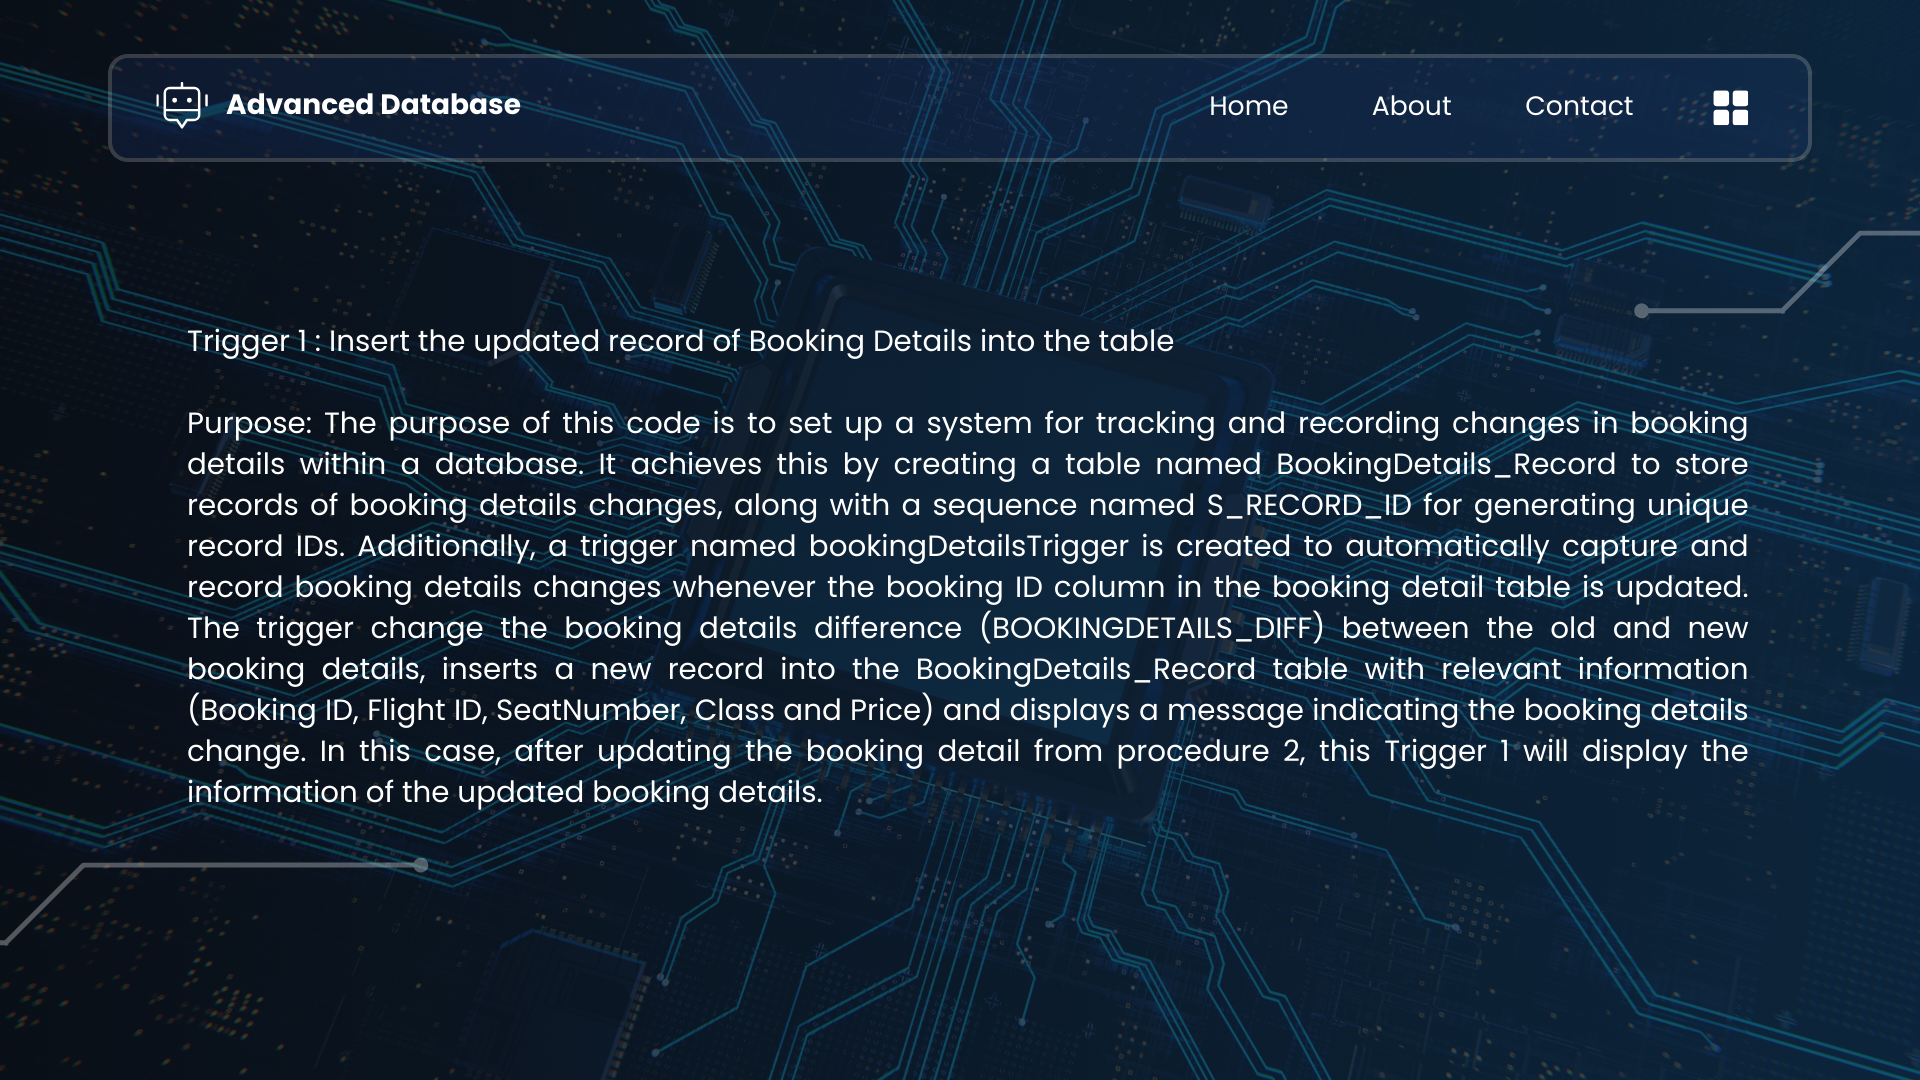 Advanced Database
Home
About
Contact
Trigger 1 : Insert the updated record of Booking Details into the table
Purpose: The purpose of this code is to set up a system for tracking and recording changes in booking
details within a database. It achieves this by creating a table named BookingDetails_Record to store
records of booking details changes, along with a sequence named S_RECORD_ID for generating unique
record IDs. Additionally, a trigger named bookingDetailsTrigger is created to automatically capture and
record booking details changes whenever the booking ID column in the booking detail table is updated.
The trigger change the booking details difference (BOOKINGDETAILS_DIFF) between the old and new
booking details, inserts a new record into the BookingDetails_Record table with relevant information
(Booking ID, Flight ID, SeatNumber, Class and Price) and displays a message indicating the booking details
change. In this case, after updating the booking detail from procedure 2, this Trigger 1 will display the
information of the updated booking details.